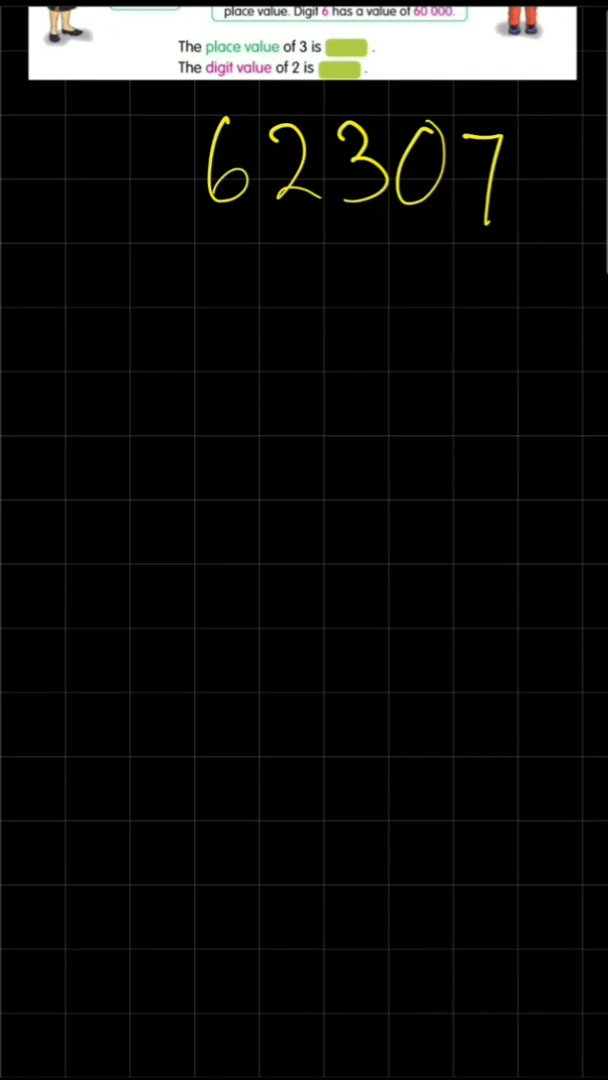 place value. Digit 6 has a value of 60 000.
The place value of 3 is .
The digit value of 2 is .
62307